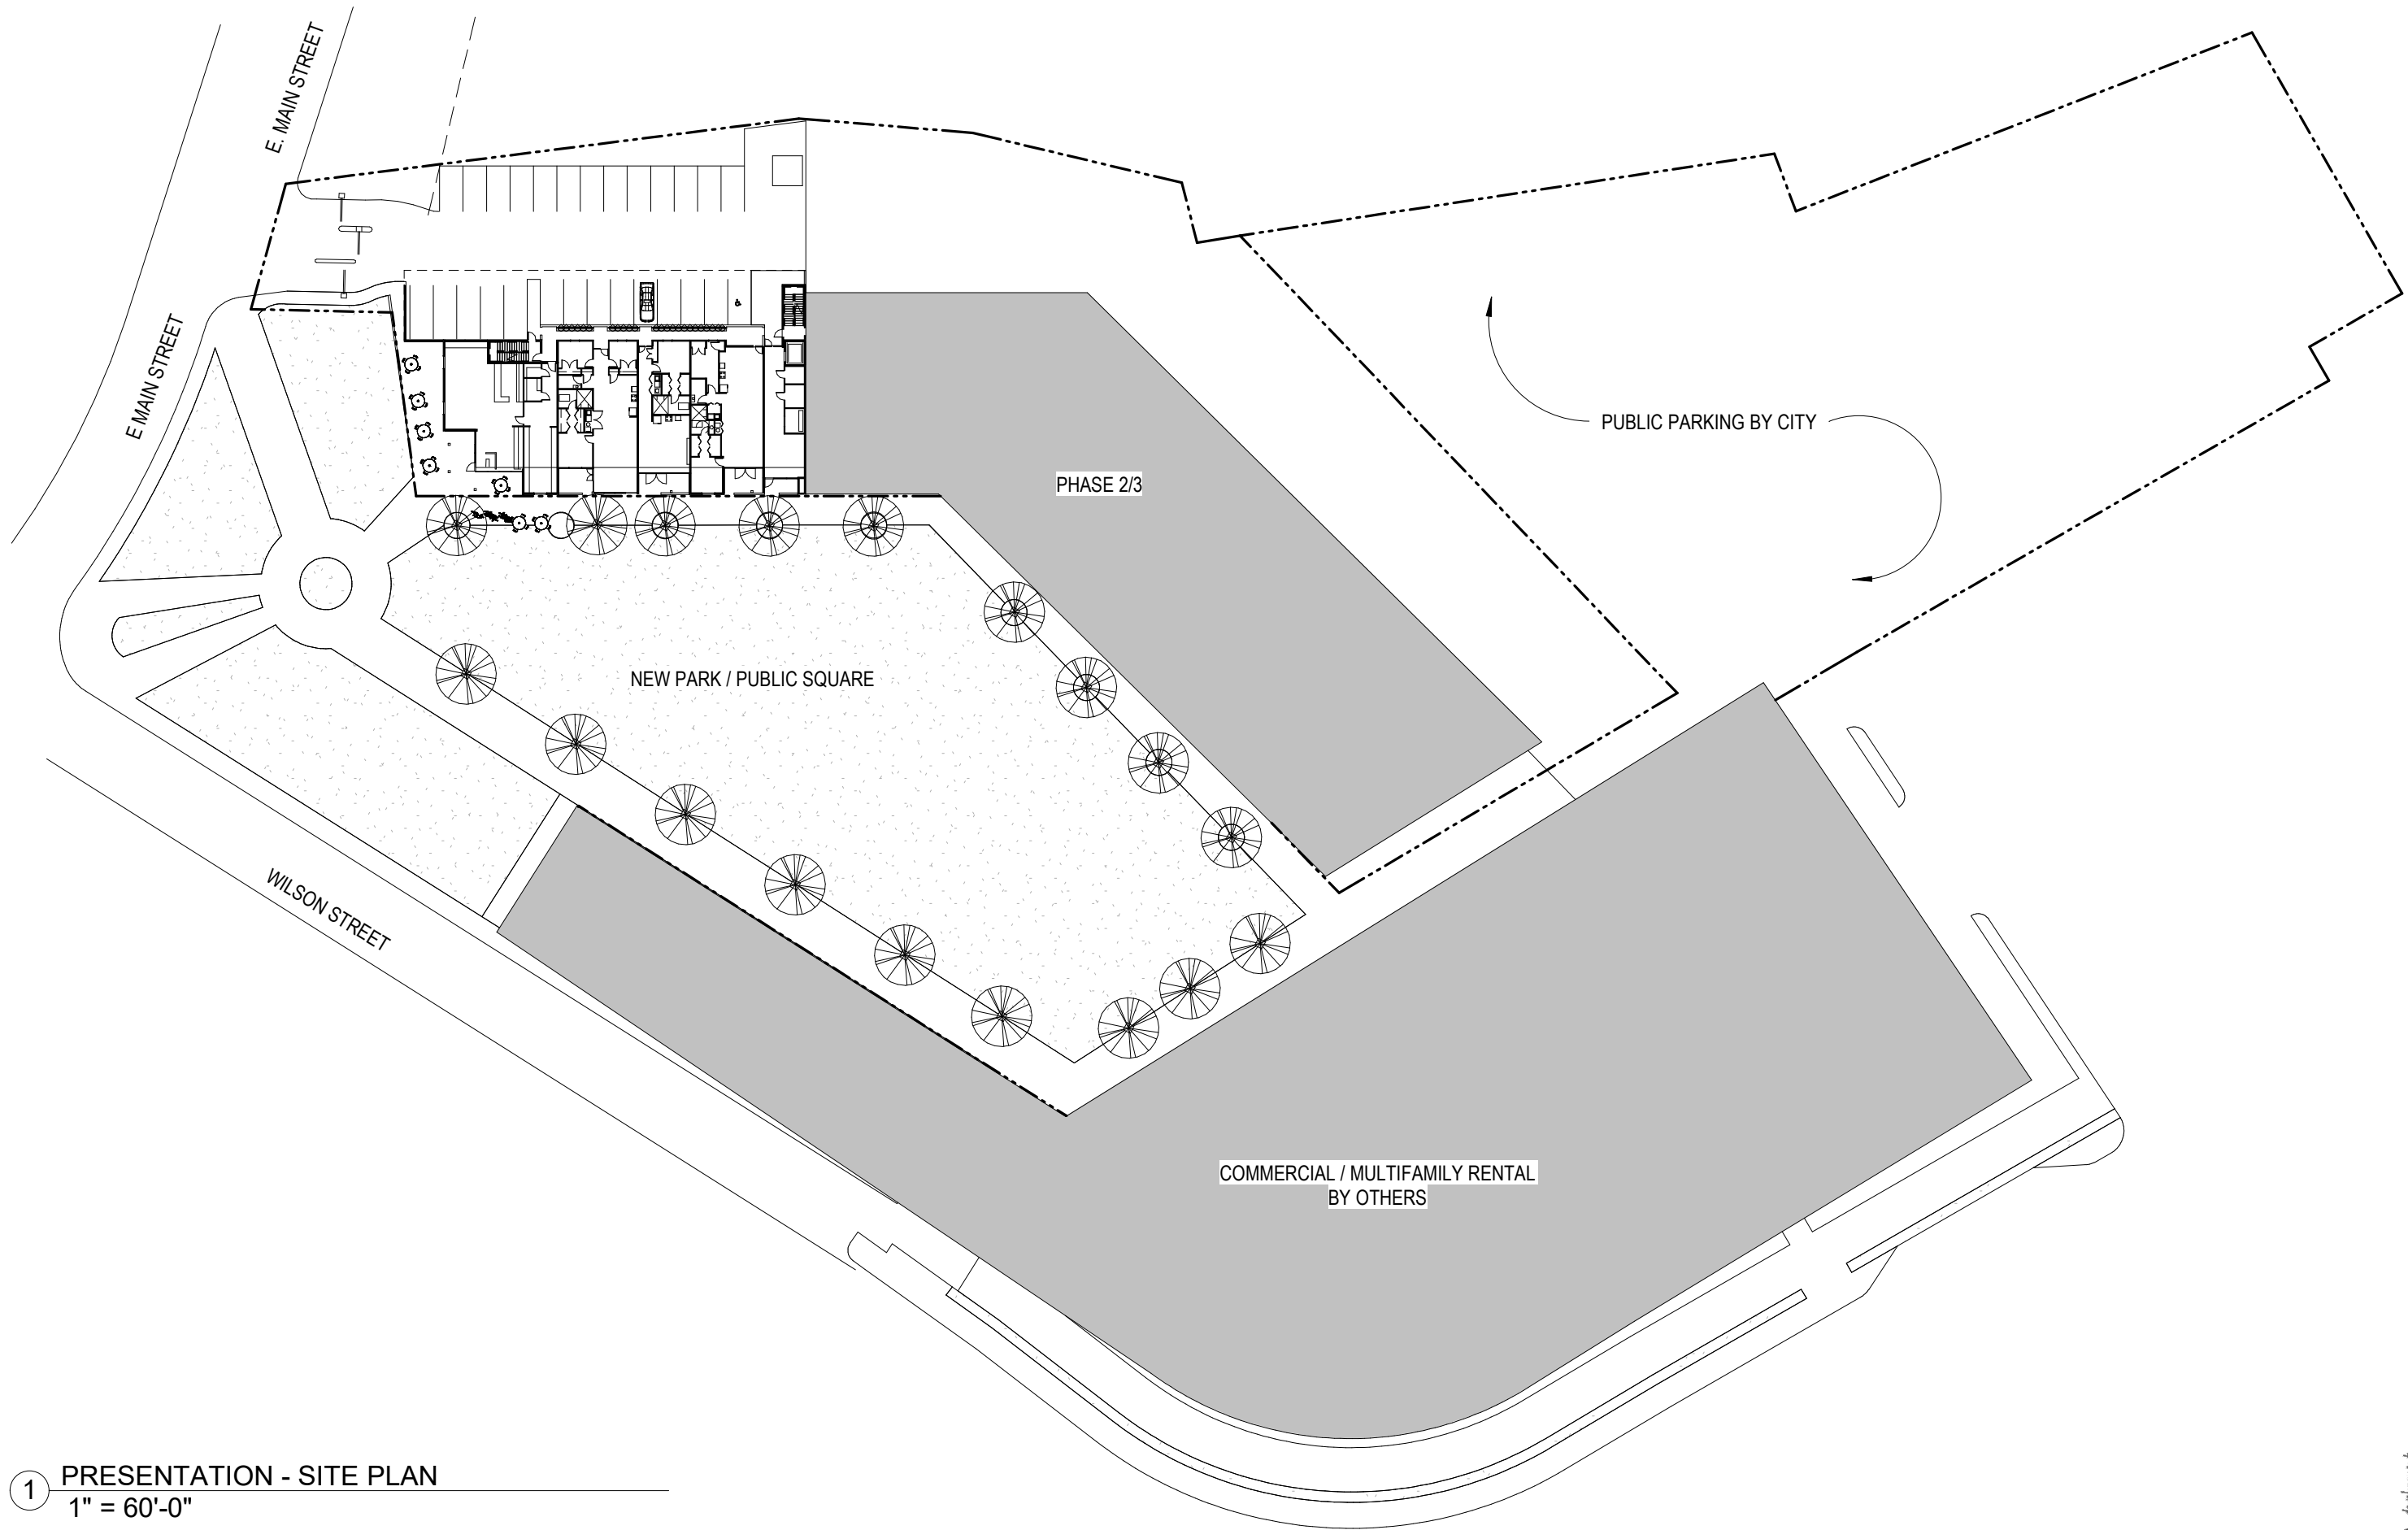 E. MAIN STREET
E MAIN STREET
PUBLIC PARKING BY CITY
PHASE 2/3
NEW PARK / PUBLIC SQUARE
WILSON STREET
COMMERCIAL / MULTIFAMILY RENTAL
BY OTHERS
1
PRESENTATION - SITE PLAN
1" = 60'-0"